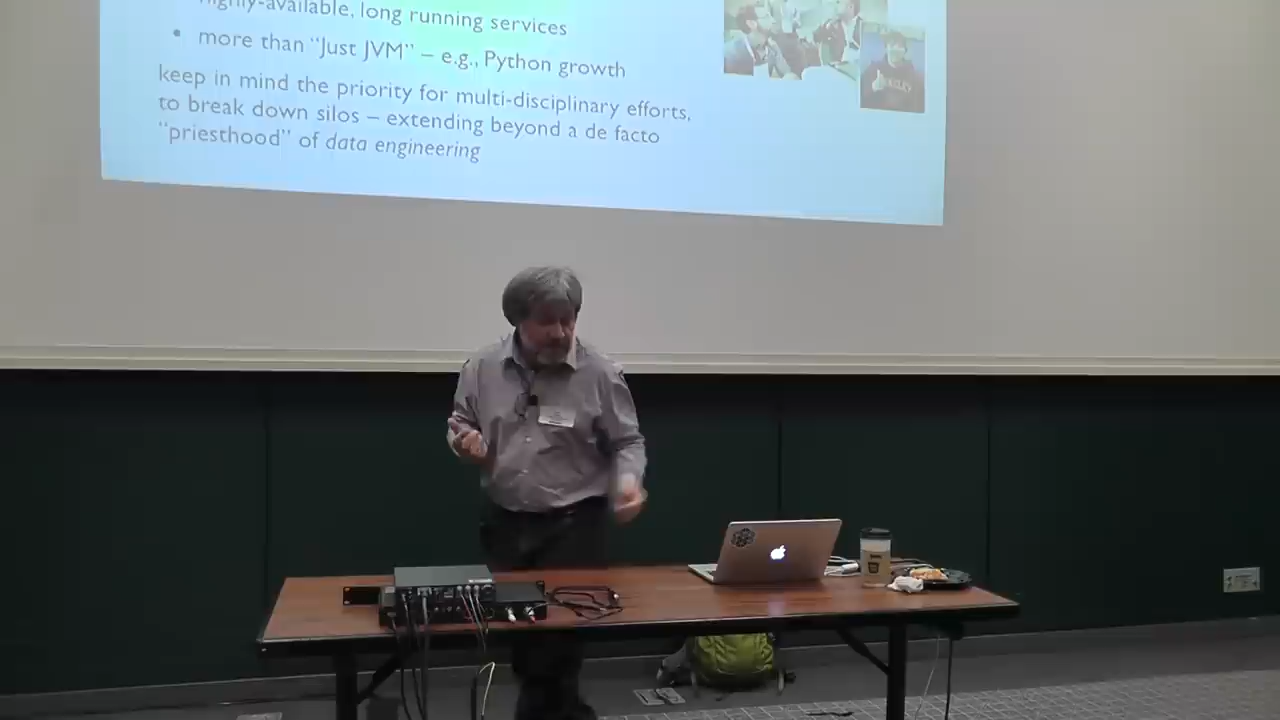 highly-available, long running services
• more than “Just JVM” – e.g., Python growth
keep in mind the priority for multi-disciplinary efforts,
to break down silos – extending beyond a de facto
“priesthood” of data engineering